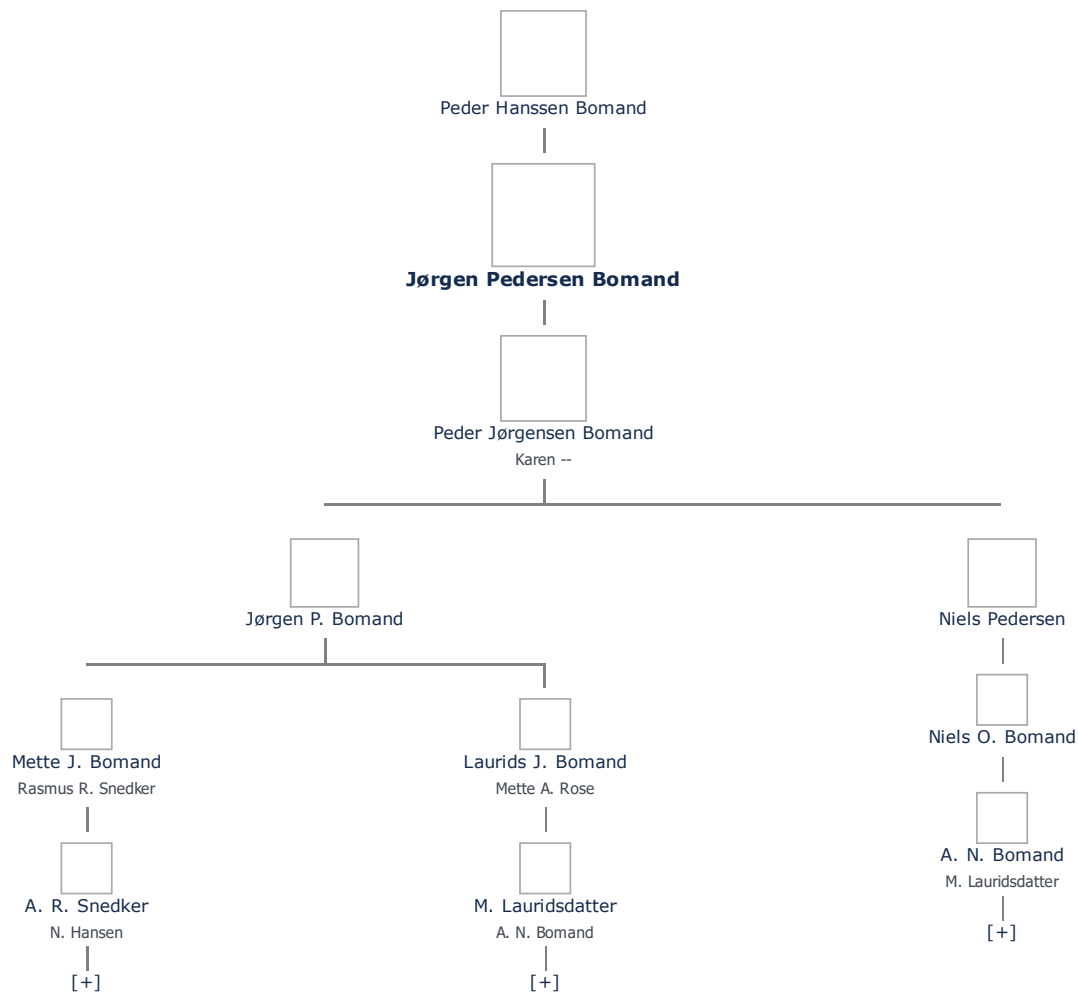 Peder Hanssen Bomand
Jørgen Pedersen Bomand
Peder Jørgensen Bomand
Karen --
Jørgen P. Bomand
Niels Pedersen
Mette J. Bomand
Rasmus R. Snedker
Laurids J. Bomand
Mette A. Rose
Niels O. Bomand
A. R. Snedker
N. Hansen
[+]
M. Lauridsdatter
A. N. Bomand
[+]
A. N. Bomand
M. Lauridsdatter
[+]